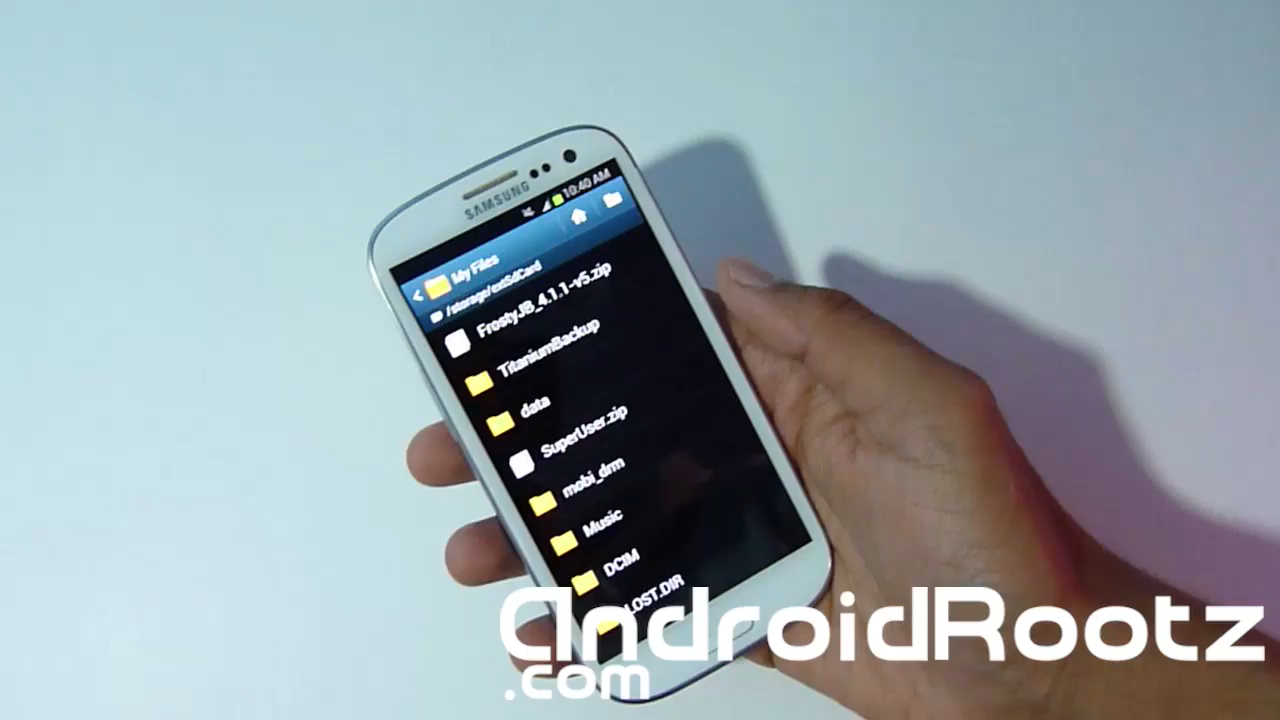 SAMSUNG
10:40 AM
My Files
/storage/extSdCard
FrostyJB_4.1.1-v5.zip
TitaniumBackup
data
SuperUser.zip
mobi_drm
Music
DCIM
LOST.DIR
AndroidRootz
.com